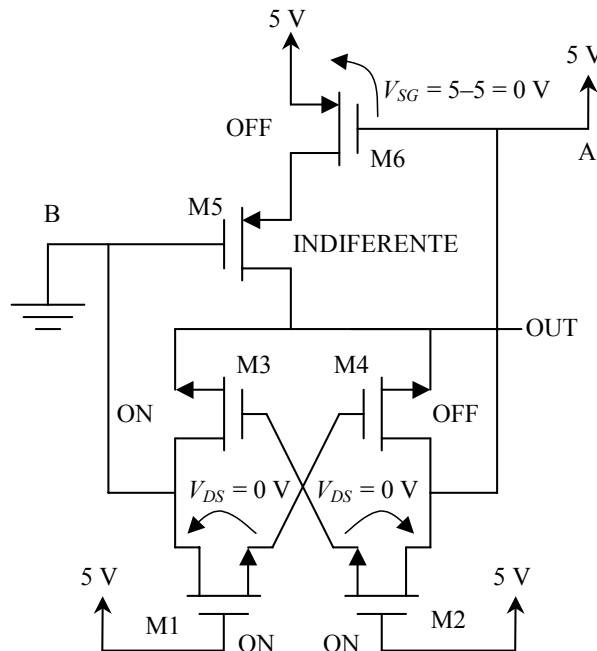 5 V
5 V
V_SG = 5–5 = 0 V
OFF
M6
A
B
M5
INDIFERENTE
OUT
M3
M4
ON
OFF
V_DS = 0 V
V_DS = 0 V
5 V
5 V
M1
M2
ON
ON